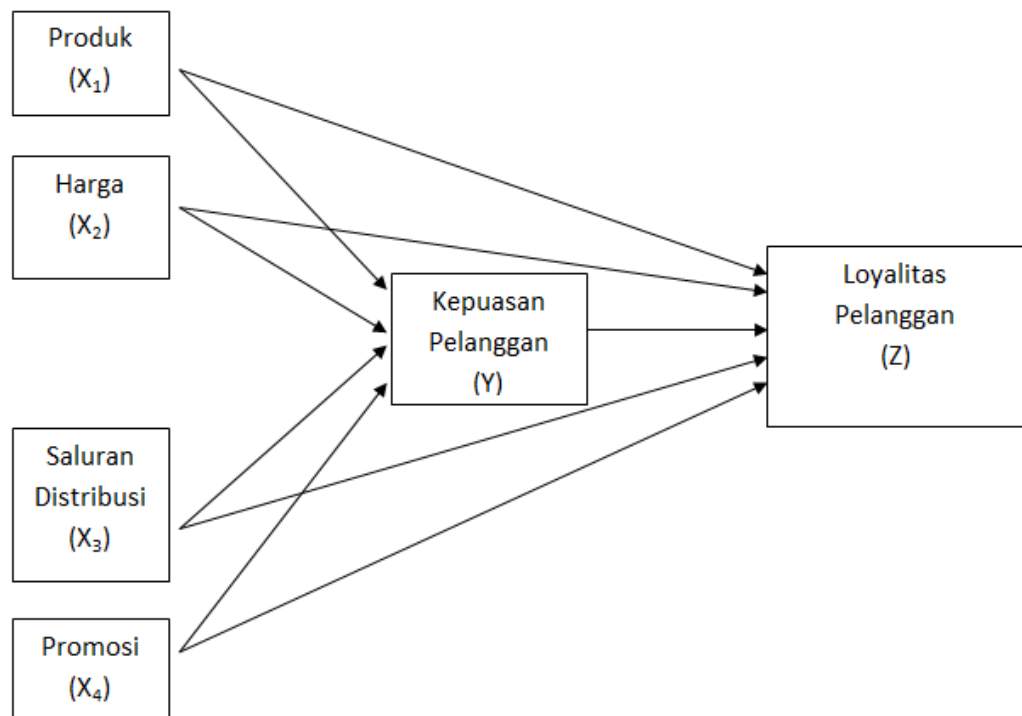 Produk
(X₁)
Harga
(X₂)
Saluran
Distribusi
(X₃)
Promosi
(X₄)
Kepuasan
Pelanggan
(Y)
Loyalitas
Pelanggan
(Z)